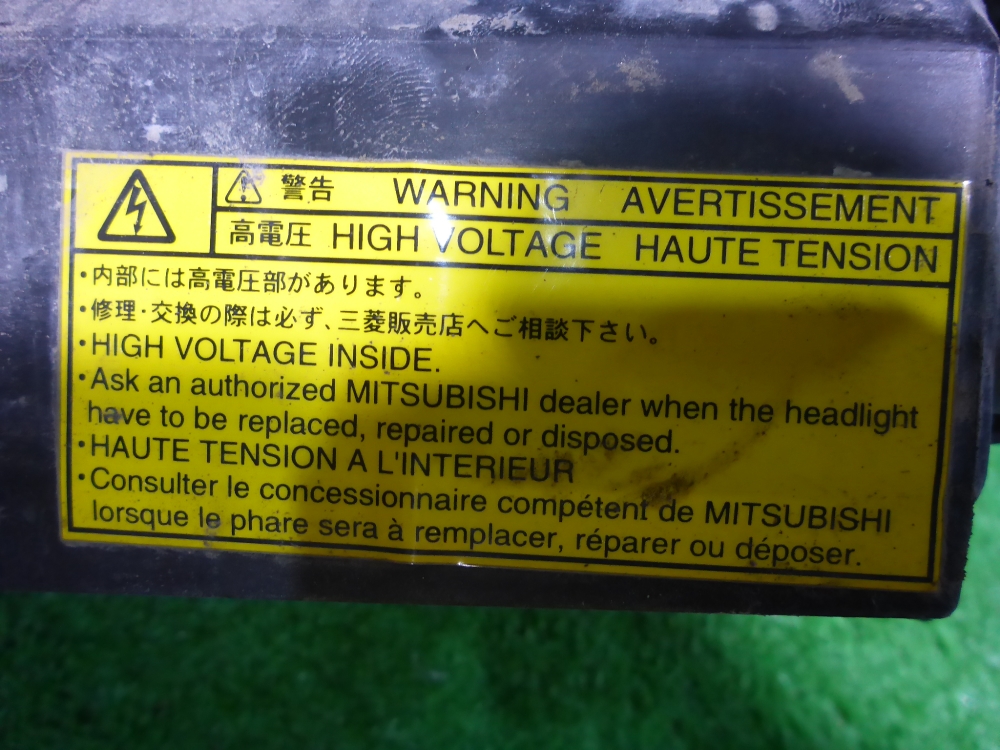 警告 WARNING AVERTISSEMENT
高電圧 HIGH VOLTAGE HAUTE TENSION
・内部には高電圧部があります。
・修理・交換の際は必ず、三菱販売店へご相談下さい。
・HIGH VOLTAGE INSIDE.
・Ask an authorized MITSUBISHI dealer when the headlight
have to be replaced, repaired or disposed.
・HAUTE TENSION A L'INTERIEUR
・Consulter le concessionnaire compétent de MITSUBISHI
lorsque le phare sera à remplacer, réparer ou déposer.